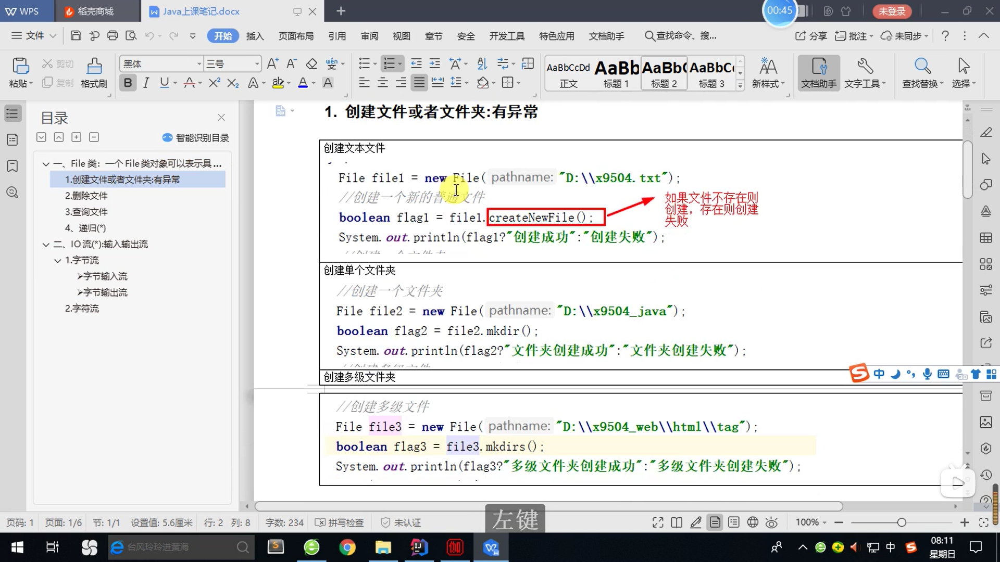 WPS 稻壳商城 Java上课笔记.docx 00:45 未登录
文件 开始 插入 页面布局 引用 审阅 视图 章节 安全 开发工具 特色应用 文档助手 查找命令、搜... 分享 批注 未同步
粘贴 剪切 复制 格式刷 黑体 三号
AaBbCcDd AaBb AaBb( AaBbC
正文 标题 1 标题 2 标题 3 新样式 文档助手 文字工具 查找替换 选择
目录
智能识别目录
一、File 类：一个 File 类对象可以表示具 ...
1.创建文件或者文件夹:有异常
2.删除文件
3.查询文件
4、递归(*)
二、IO 流(*):输入输出流
1.字节流
➢字节输入流
➢字节输出流
2.字符流
1. 创建文件或者文件夹:有异常
创建文本文件
File file1 = new File( pathname: "D:\\x9504.txt");
//创建一个新的普通文件
boolean flag1 = file1.createNewFile();
System.out.println(flag1?"创建成功":"创建失败");
如果文件不存在则
创建，存在则创建
失败
创建单个文件夹
//创建一个文件夹
File file2 = new File( pathname: "D:\\x9504_java");
boolean flag2 = file2.mkdir();
System.out.println(flag2?"文件夹创建成功":"文件夹创建失败");
创建多级文件夹
//创建多级文件
File file3 = new File( pathname: "D:\\x9504_web\\html\\tag");
boolean flag3 = file3.mkdirs();
System.out.println(flag3?"多级文件夹创建成功":"多级文件夹创建失败");
中
左键
页码: 1 页面: 1/6 节: 1/1 设置值: 5.6厘米 行: 2 列: 8 字数: 234 拼写检查 未认证 100%
台风玲玲进黄海
中
08:11
星期日